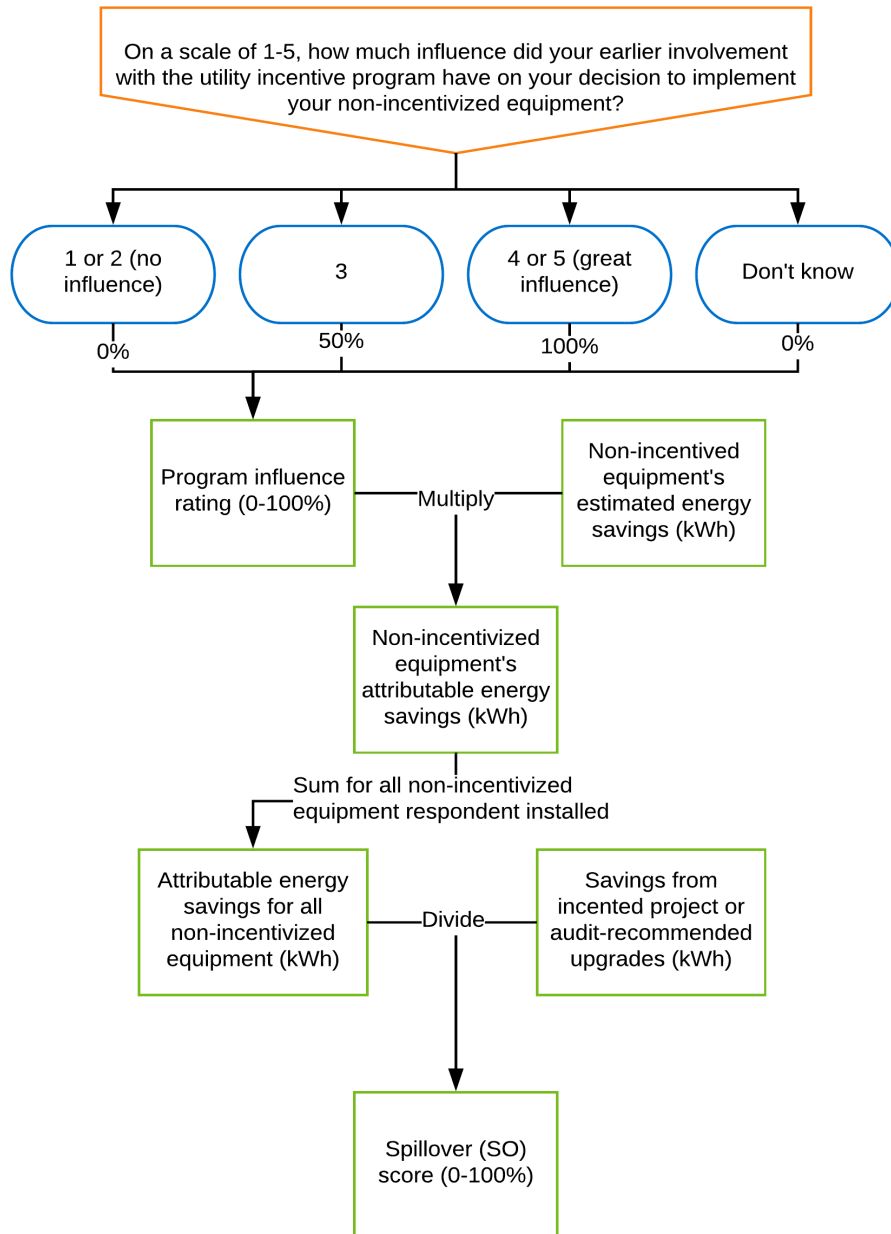 On a scale of 1-5, how much influence did your earlier involvement
with the utility incentive program have on your decision to implement
your non-incentivized equipment?
1 or 2 (no
influence)
3
4 or 5 (great
influence)
Don't know
0%
50%
100%
0%
Program influence
rating (0-100%)
Multiply
Non-incentived
equipment's
estimated energy
savings (kWh)
Non-incentivized
equipment's
attributable energy
savings (kWh)
Sum for all non-incentivized
equipment respondent installed
Attributable energy
savings for all
non-incentivized
equipment (kWh)
Divide
Savings from
incented project or
audit-recommended
upgrades (kWh)
Spillover (SO)
score (0-100%)